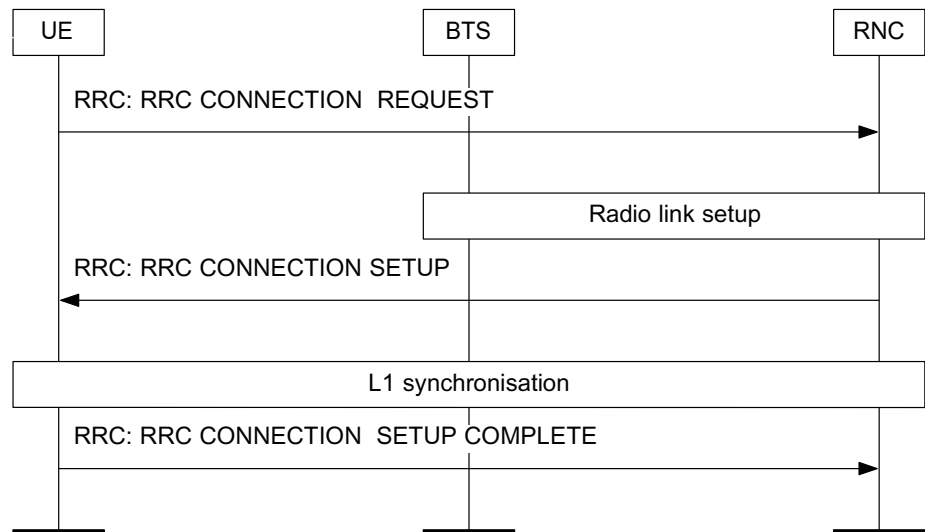 UE
BTS
RNC
RRC: RRC CONNECTION REQUEST
Radio link setup
RRC: RRC CONNECTION SETUP
L1 synchronisation
RRC: RRC CONNECTION SETUP COMPLETE